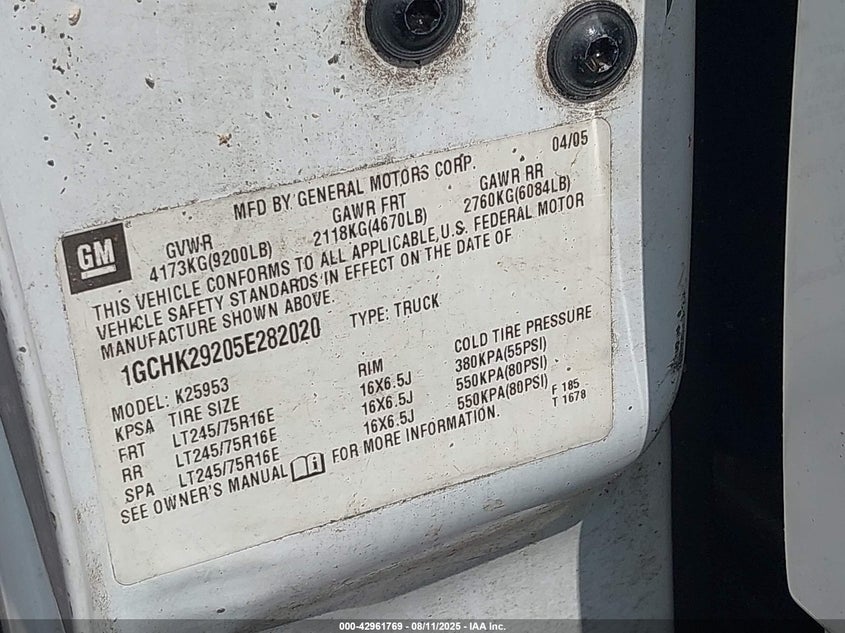 04/05
MFD BY GENERAL MOTORS CORP.
GM
GVWR GAWR FRT GAWR RR
4173KG(9200LB) 2118KG(4670LB) 2760KG(6084LB)
THIS VEHICLE CONFORMS TO ALL APPLICABLE U.S. FEDERAL MOTOR
VEHICLE SAFETY STANDARDS IN EFFECT ON THE DATE OF
MANUFACTURE SHOWN ABOVE.
1GCHK29205E282020 TYPE: TRUCK
MODEL: K25953
KPSA TIRE SIZE RIM COLD TIRE PRESSURE
FRT LT245/75R16E 16X6.5J 380KPA(55PSI)
RR LT245/75R16E 16X6.5J 550KPA(80PSI)
SPA LT245/75R16E 16X6.5J 550KPA(80PSI)
SEE OWNER'S MANUAL FOR MORE INFORMATION.
F 185
T 1678
000-42961769 - 08/11/2025 - IAA Inc.